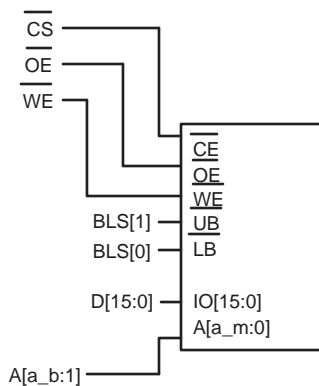 CS
OE
WE
CE
OE
WE
BLS[1] UB
BLS[0] LB
D[15:0] IO[15:0]
A[a_m:0]
A[a_b:1]